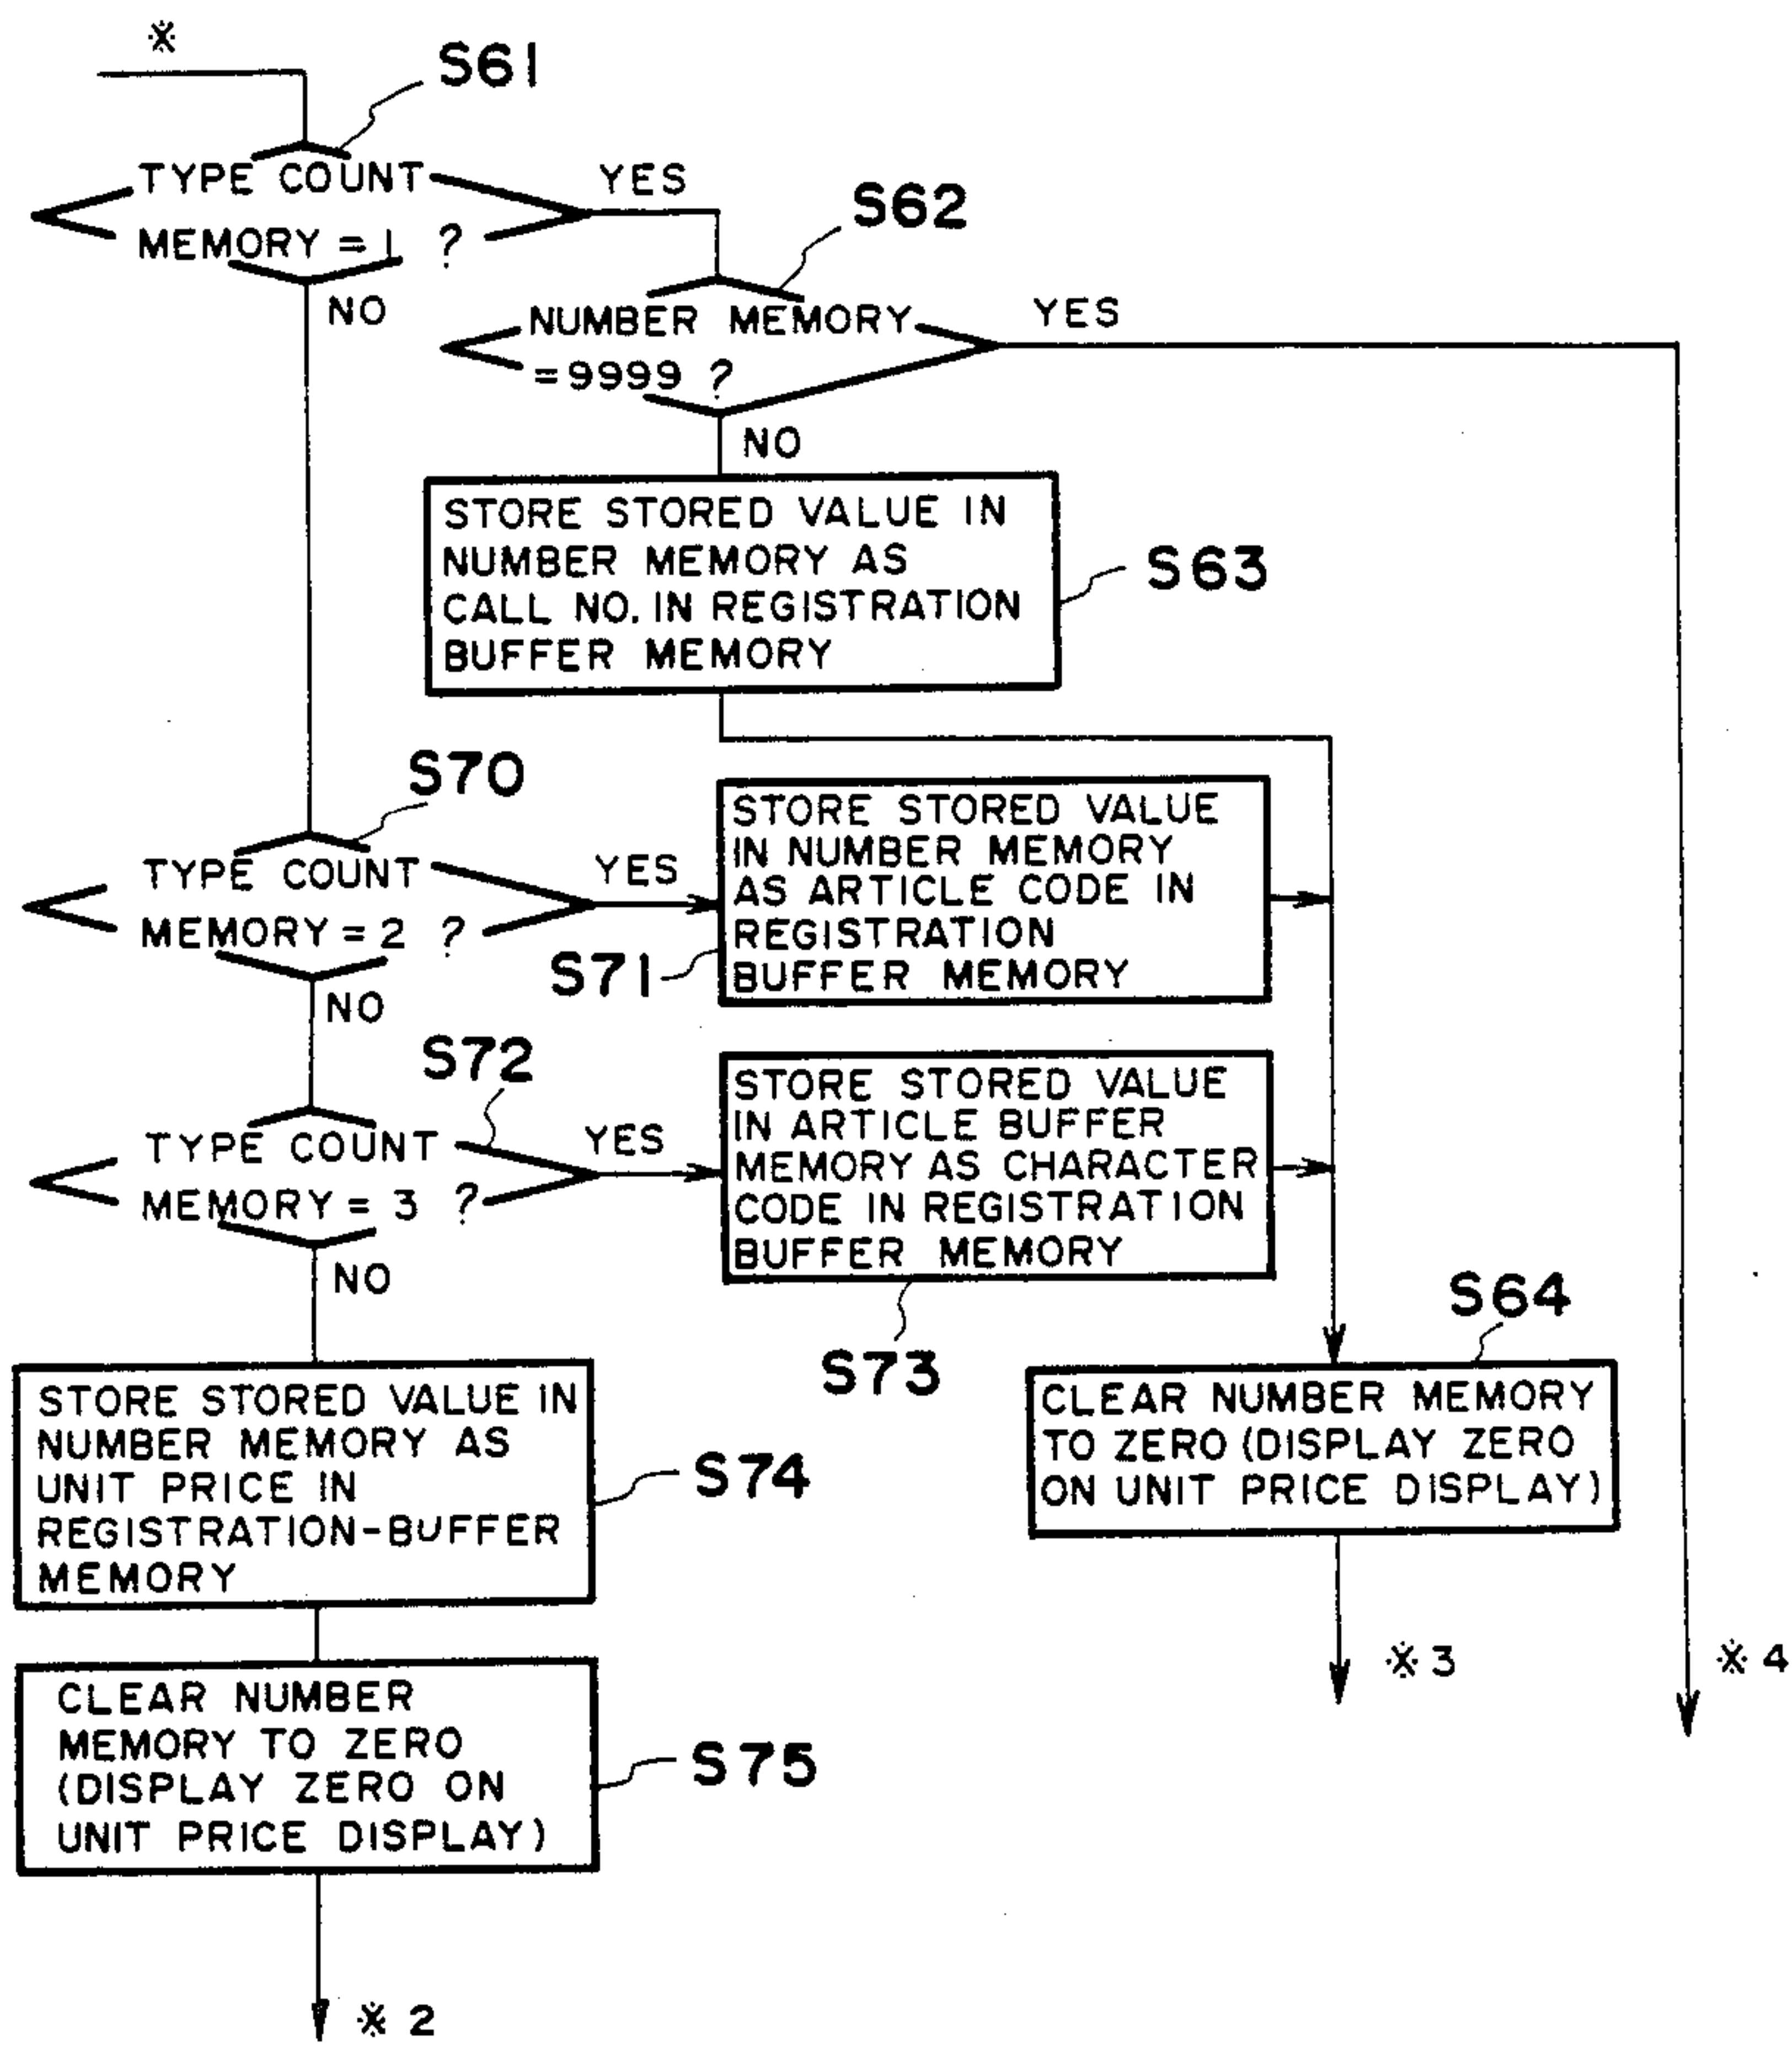 ※
S61
TYPE COUNT
MEMORY = 1 ?
YES
NO
S62
NUMBER MEMORY
=9999 ?
YES
NO
STORE STORED VALUE IN
NUMBER MEMORY AS
CALL NO. IN REGISTRATION
BUFFER MEMORY
S63
S70
TYPE COUNT
MEMORY = 2 ?
YES
NO
STORE STORED VALUE
IN NUMBER MEMORY
AS ARTICLE CODE IN
REGISTRATION
BUFFER MEMORY
S71
S72
TYPE COUNT
MEMORY = 3 ?
YES
NO
STORE STORED VALUE
IN ARTICLE BUFFER
MEMORY AS CHARACTER
CODE IN REGISTRATION
BUFFER MEMORY
S73
S64
CLEAR NUMBER MEMORY
TO ZERO (DISPLAY ZERO
ON UNIT PRICE DISPLAY)
STORE STORED VALUE IN
NUMBER MEMORY AS
UNIT PRICE IN
REGISTRATION-BUFFER
MEMORY
S74
※3
※4
CLEAR NUMBER
MEMORY TO ZERO
(DISPLAY ZERO ON
UNIT PRICE DISPLAY)
S75
※2